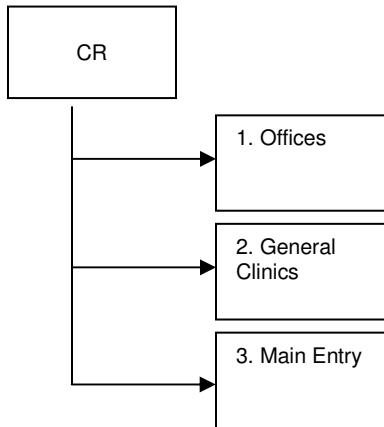 CR
1. Offices
2. General
Clinics
3. Main Entry